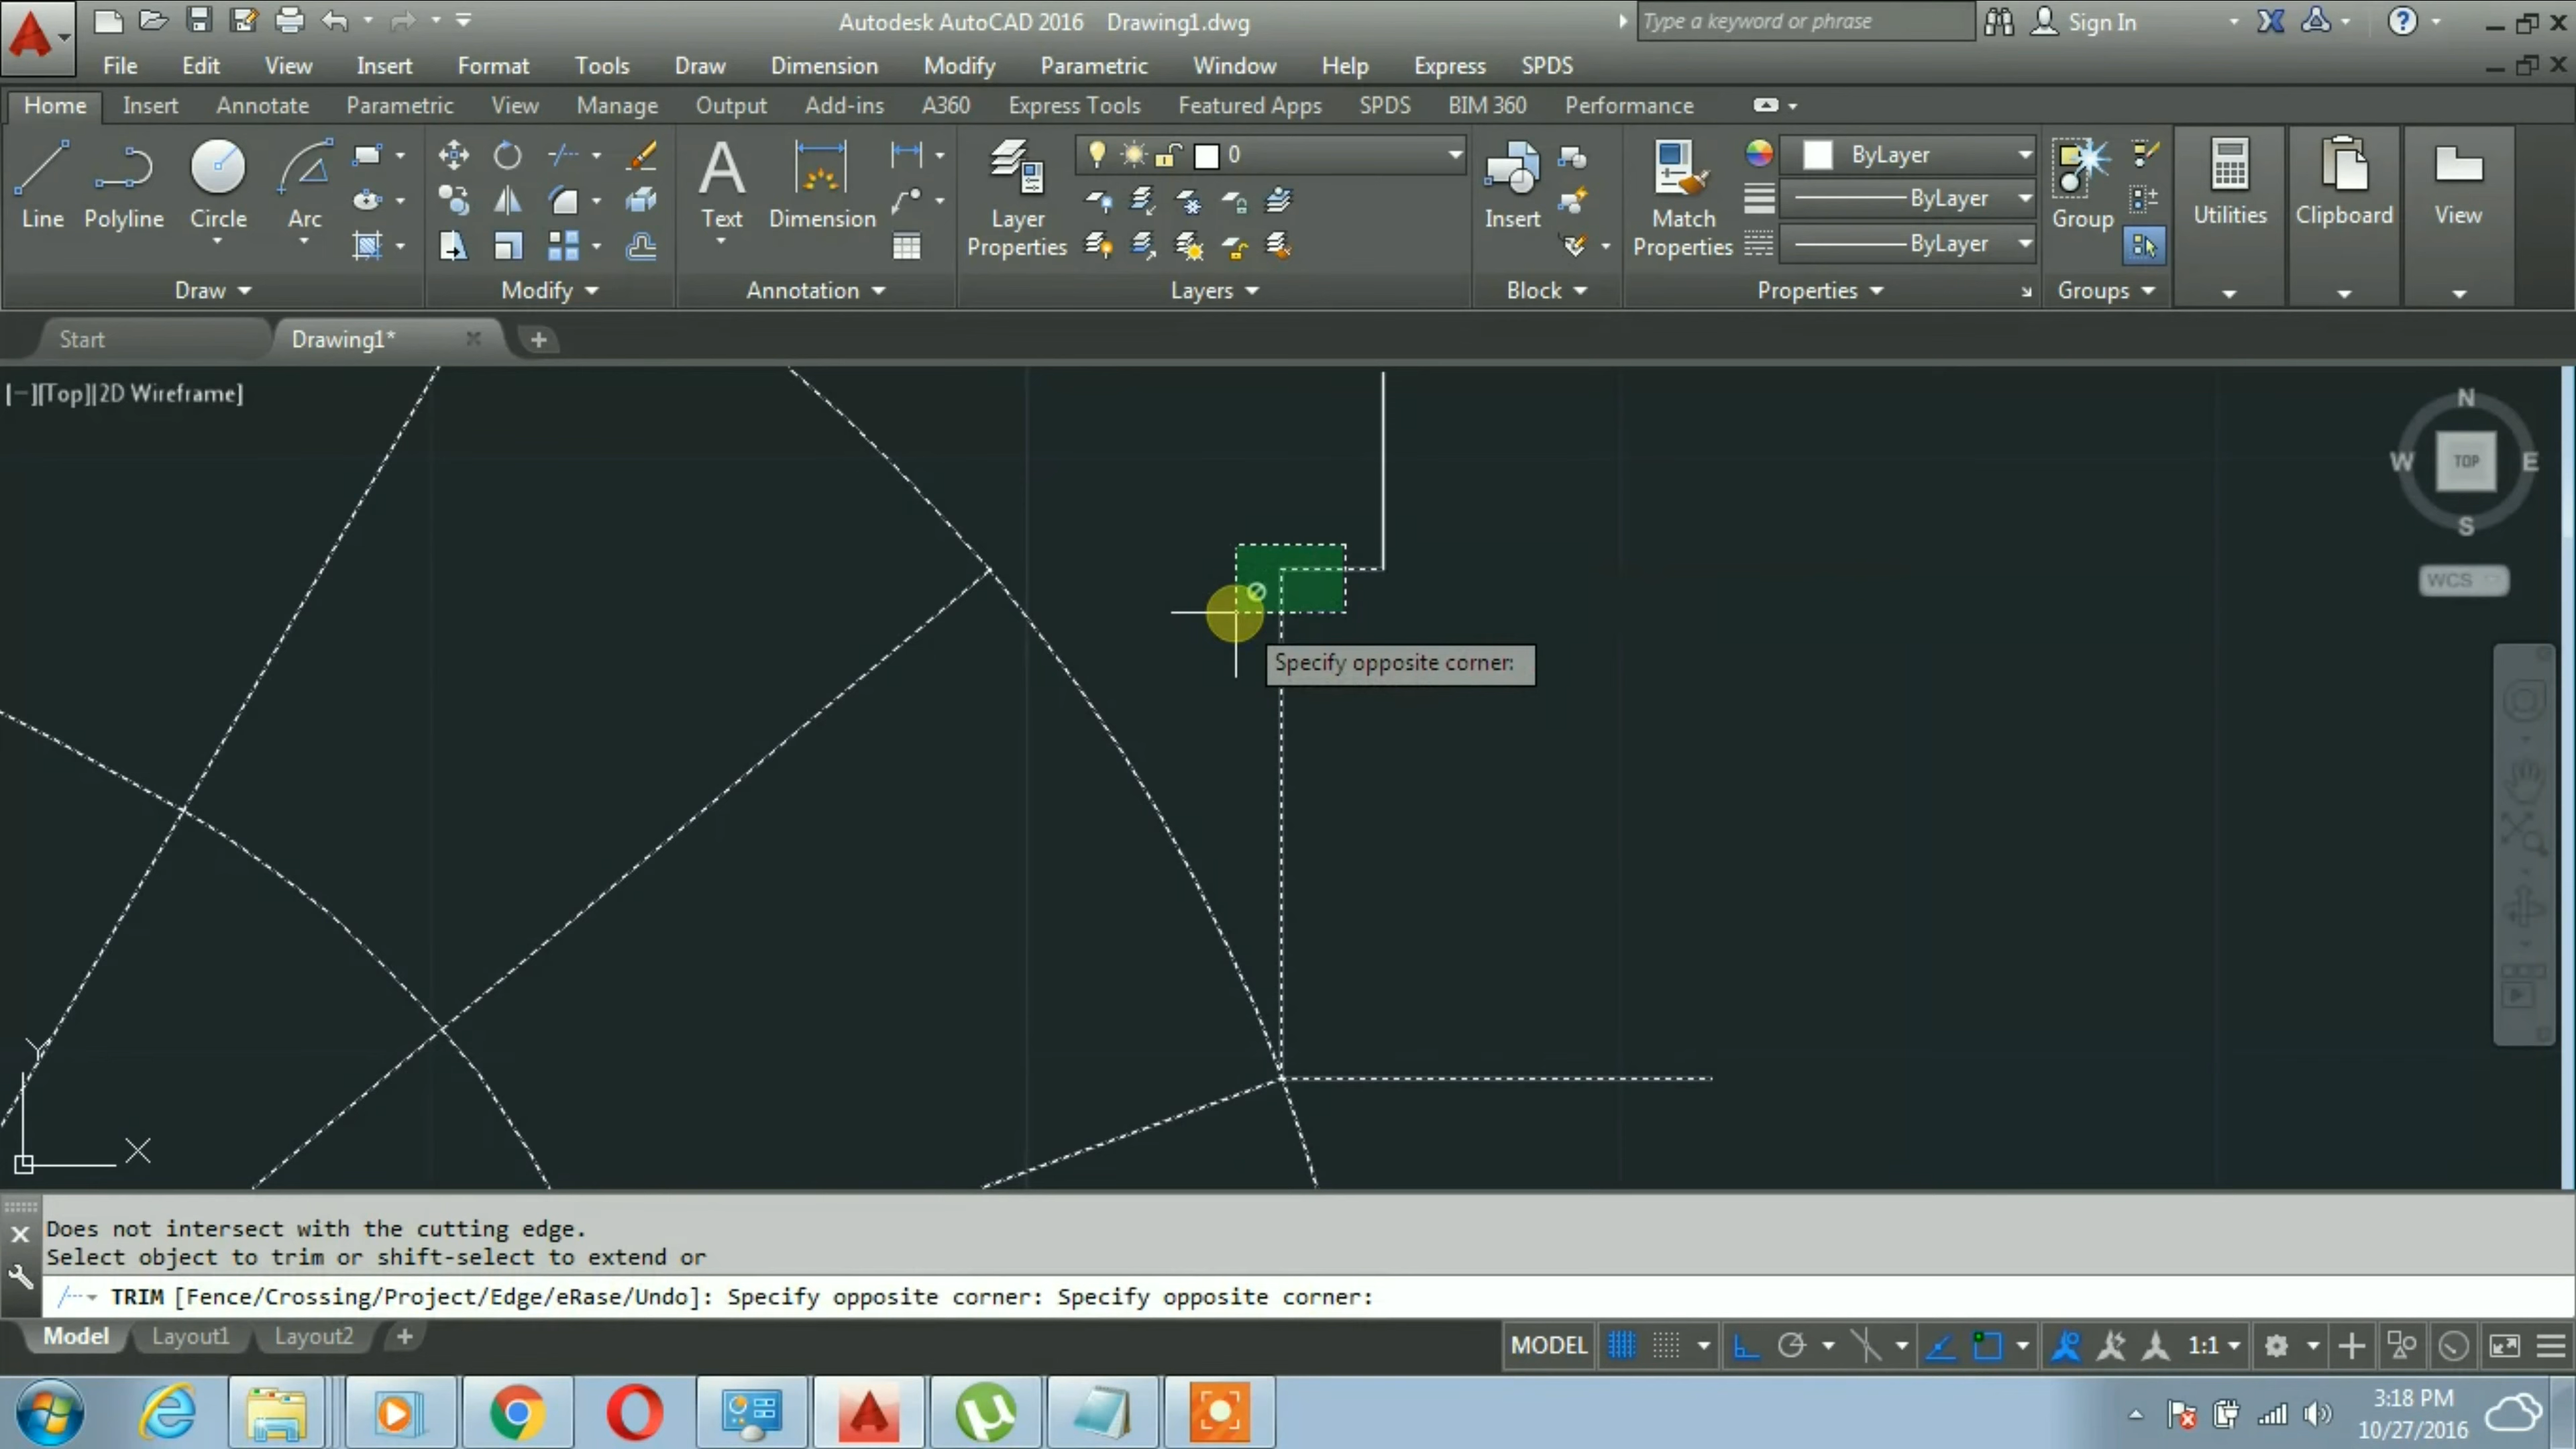 Autodesk AutoCAD 2016 Drawing1.dwg
Type a keyword or phrase
Sign In
File Edit View Insert Format Tools Draw Dimension Modify Parametric Window Help Express SPDS
Home Insert Annotate Parametric View Manage Output Add-ins A360 Express Tools Featured Apps SPDS BIM 360 Performance
0
ByLayer
ByLayer
ByLayer
Line Polyline Circle Arc
Text Dimension
Layer Properties
Insert
Match Properties
Group
Utilities
Clipboard
View
Draw Modify Annotation Layers Block Properties Groups
Start Drawing1*
[−][Top][2D Wireframe]
N
W TOP E
S
WCS
Specify opposite corner:
Y
X
Does not intersect with the cutting edge.
Select object to trim or shift-select to extend or
TRIM [Fence/Crossing/Project/Edge/eRase/Undo]: Specify opposite corner: Specify opposite corner:
Model Layout1 Layout2
MODEL
1:1
3:18 PM
10/27/2016